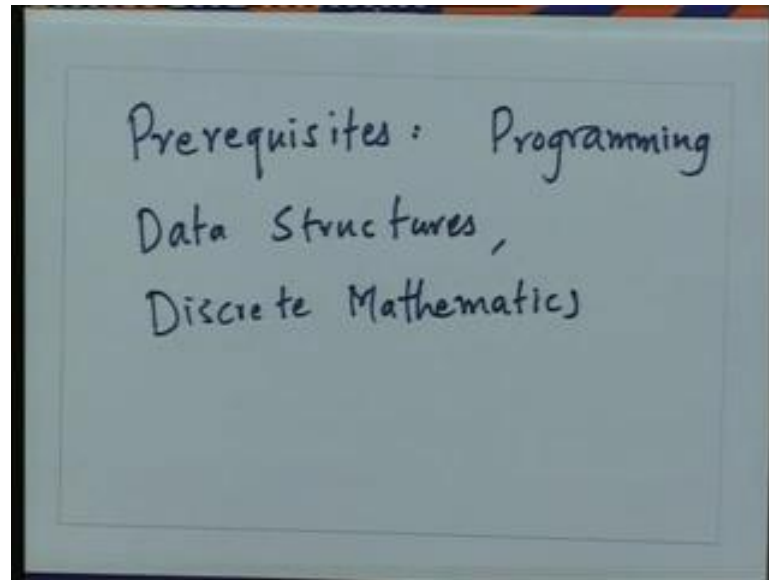 Prerequisites: Programming
Data Structures,
Discrete Mathematics